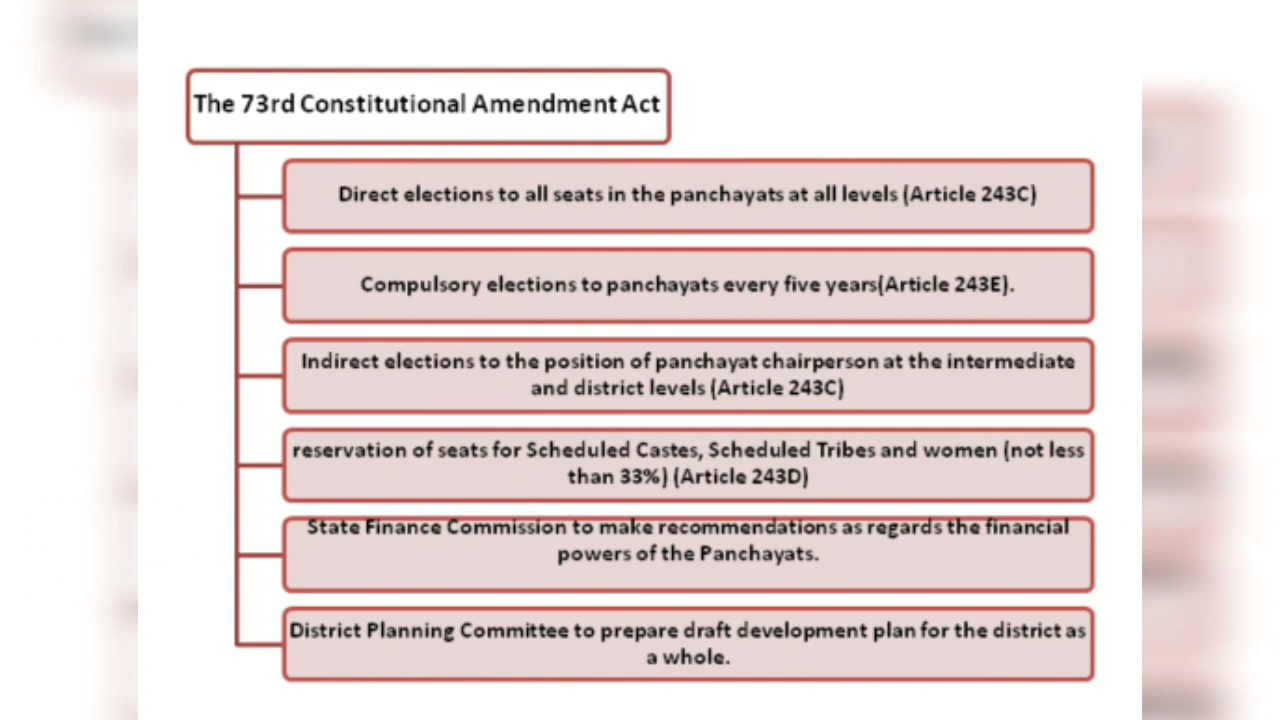 The 73rd Constitutional Amendment Act
Direct elections to all seats in the panchayats at all levels (Article 243C)
Compulsory elections to panchayats every five years(Article 243E).
Indirect elections to the position of panchayat chairperson at the intermediate
and district levels (Article 243C)
reservation of seats for Scheduled Castes, Scheduled Tribes and women (not less
than 33%) (Article 243D)
State Finance Commission to make recommendations as regards the financial
powers of the Panchayats.
District Planning Committee to prepare draft development plan for the district as
a whole.